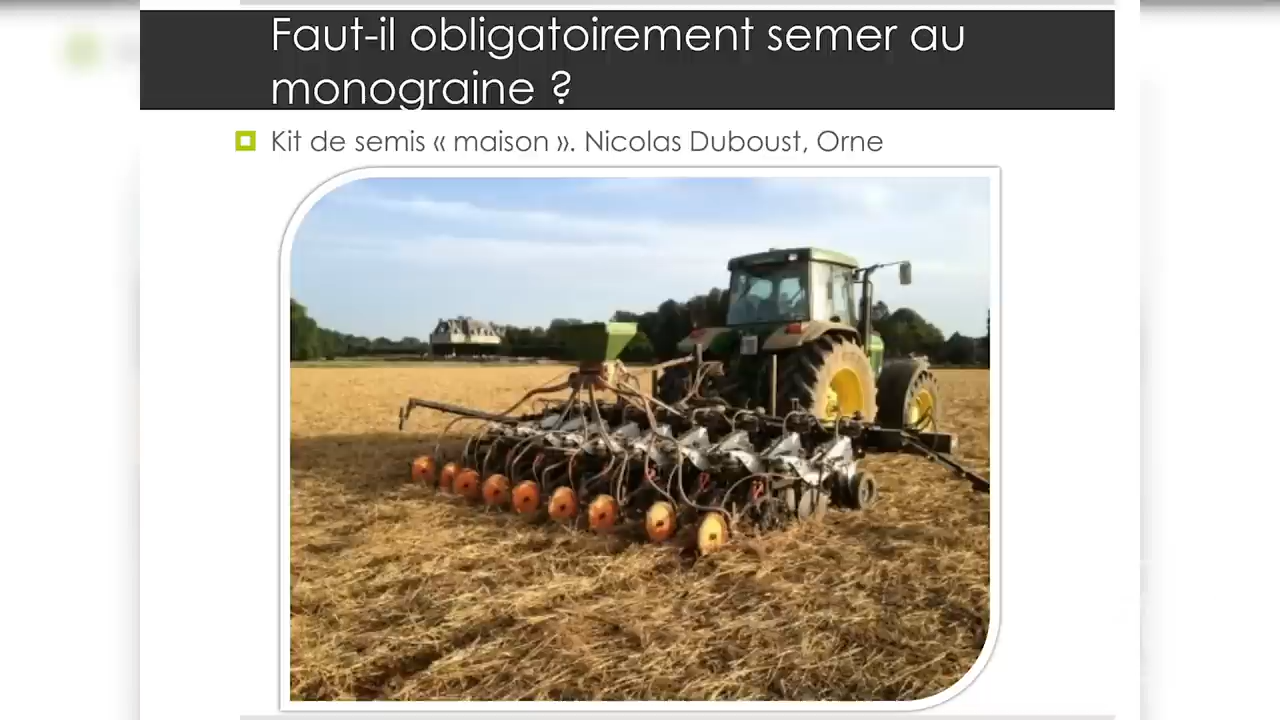 Faut-il obligatoirement semer au
monograine ?
Kit de semis « maison ». Nicolas Duboust, Orne